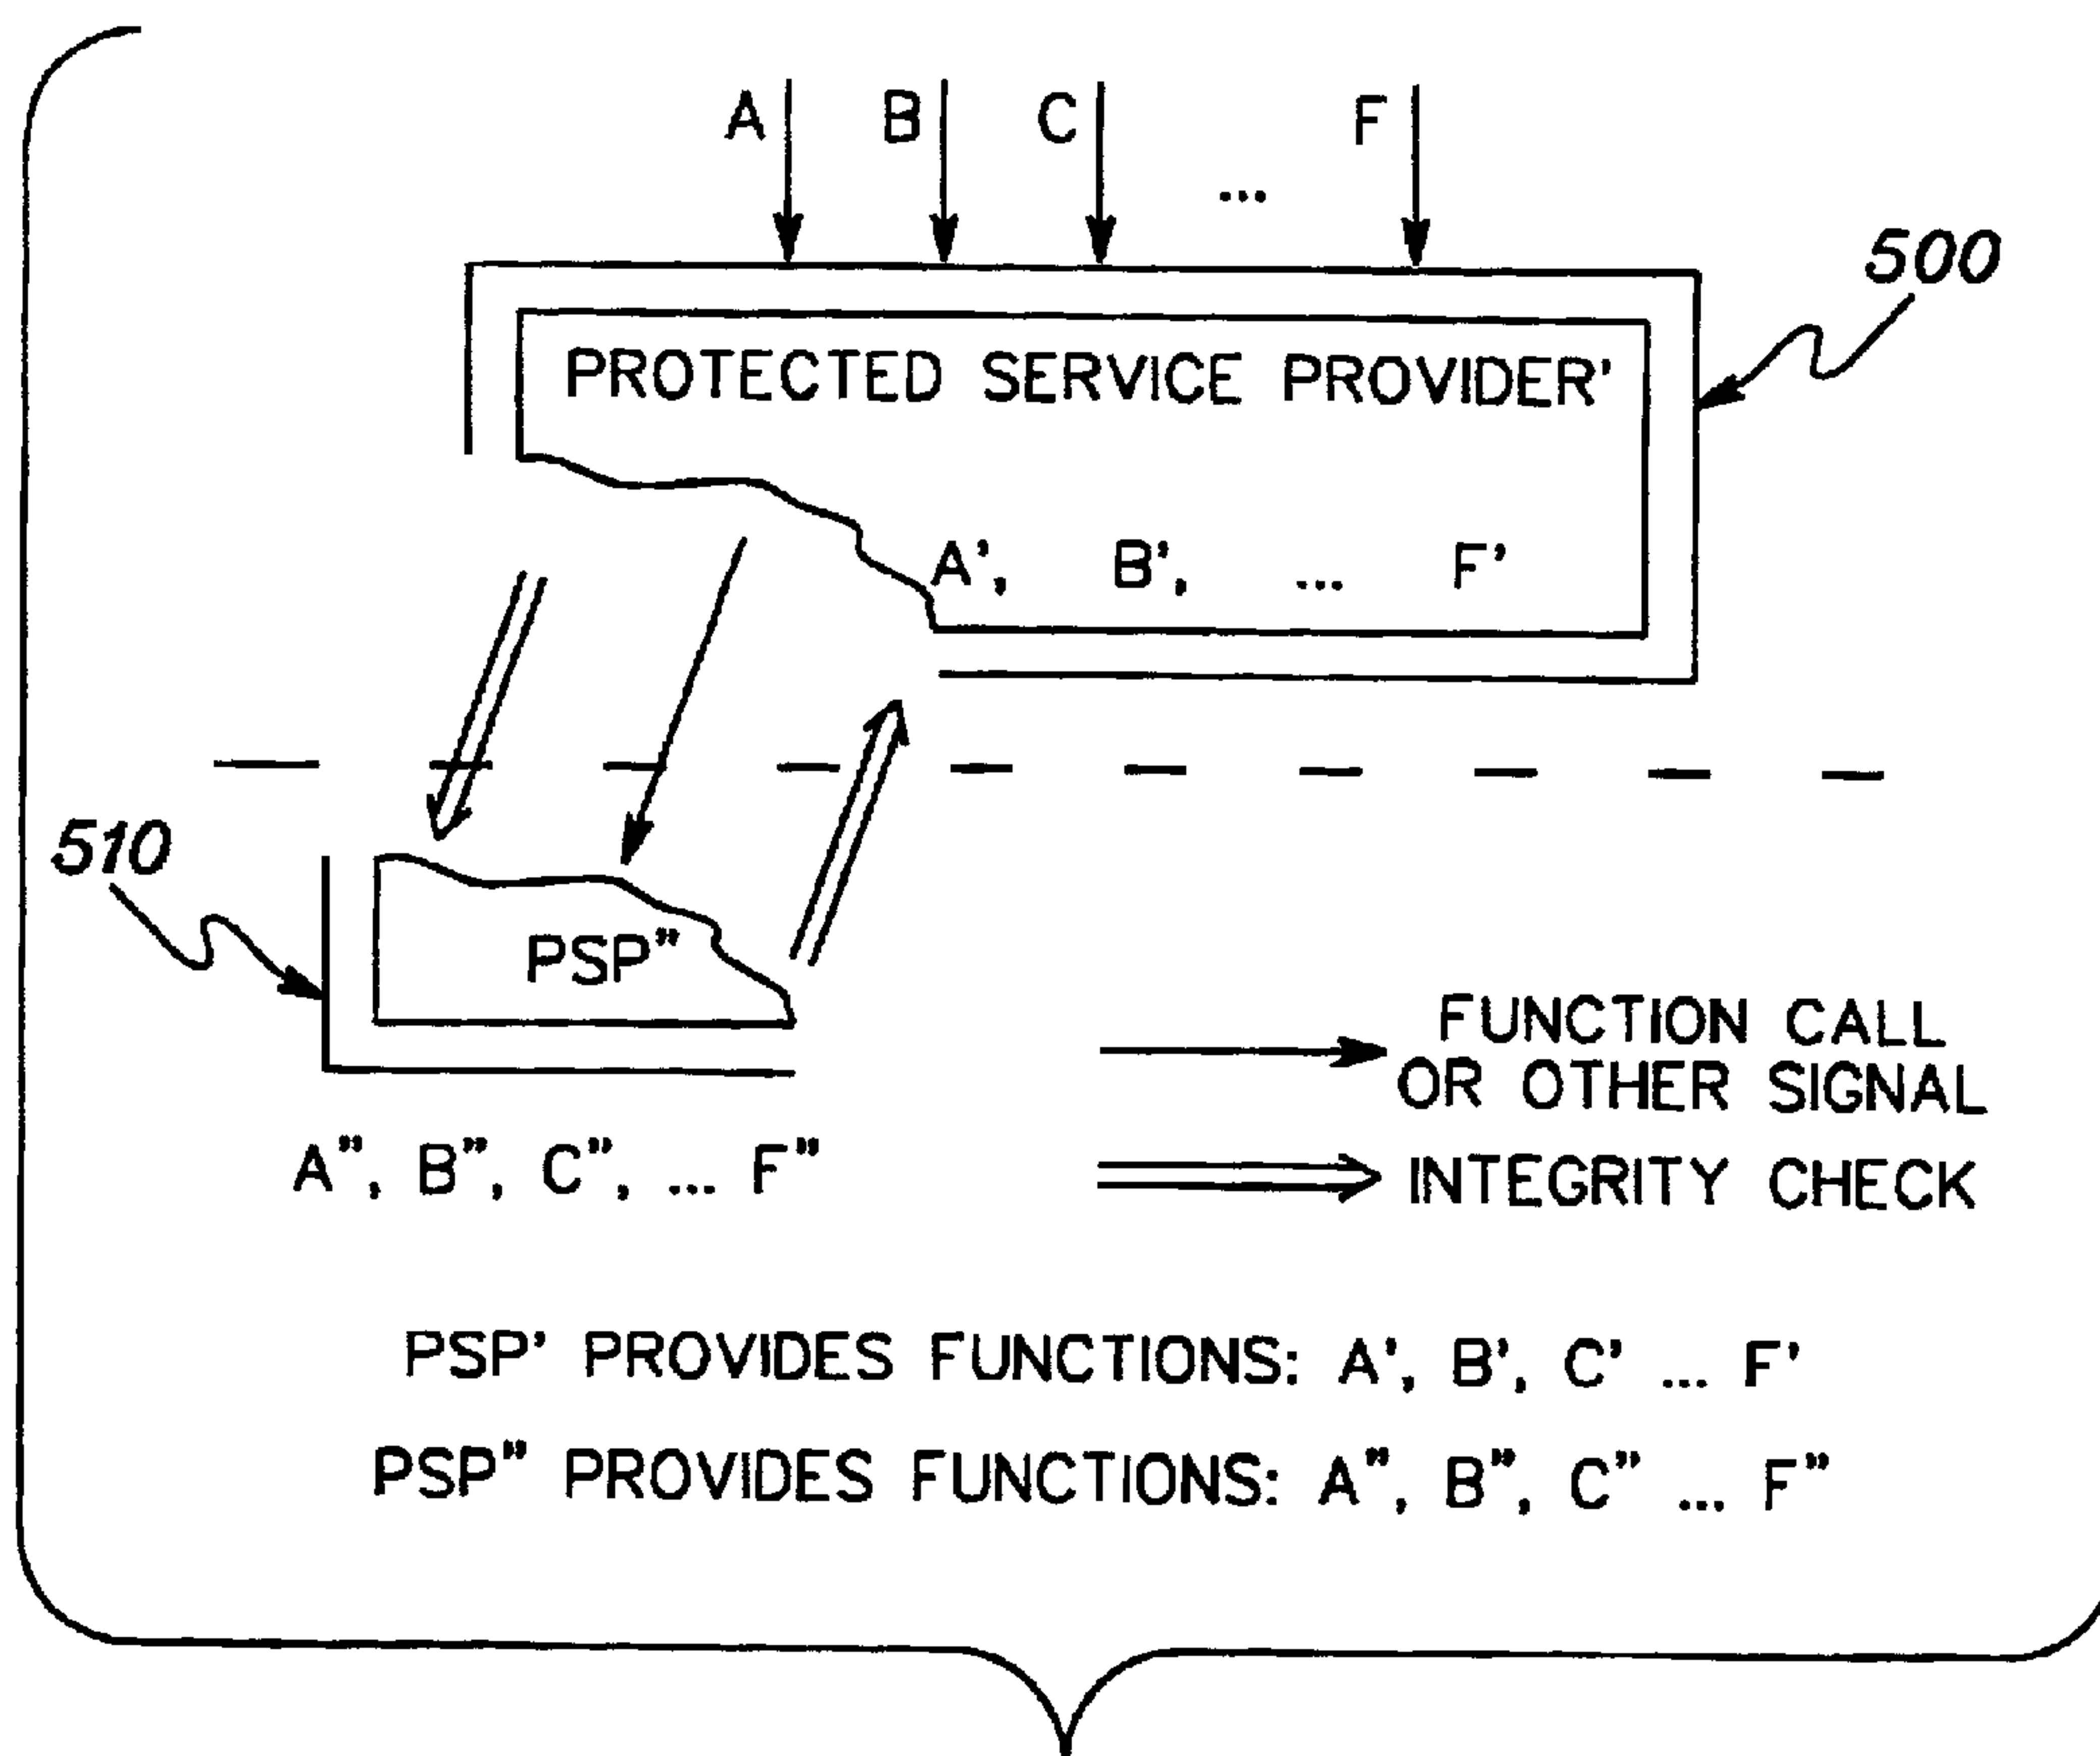 A B C ... F
500
PROTECTED SERVICE PROVIDER'
A', B', ... F'
510
PSP"
FUNCTION CALL
OR OTHER SIGNAL
A", B", C", ... F"
INTEGRITY CHECK
PSP' PROVIDES FUNCTIONS: A', B', C' ... F'
PSP" PROVIDES FUNCTIONS: A", B", C" ... F"